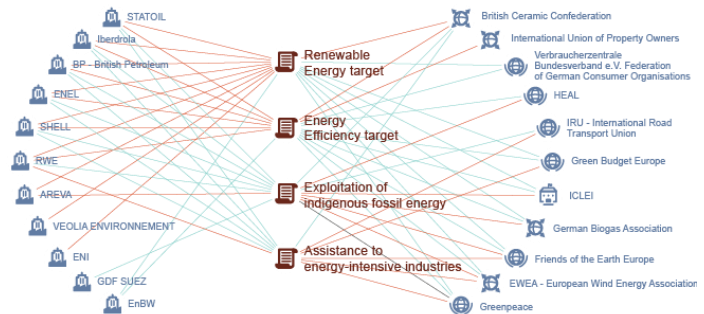 STATOIL
Iberdrola
BP - British Petroleum
ENEL
SHELL
RWE
AREVA
VEOLIA ENVIRONNEMENT
ENI
GDF SUEZ
EnBW
Renewable
Energy target
Energy
Efficiency target
Exploitation of
indigenous fossil energy
Assistance to
energy-intensive industries
British Ceramic Confederation
International Union of Property Owners
Verbraucherzentrale
Bundesverband e.V. Federation
of German Consumer Organisations
HEAL
IRU - International Road
Transport Union
Green Budget Europe
ICLEI
German Biogas Association
Friends of the Earth Europe
EWEA - European Wind Energy Association
Greenpeace